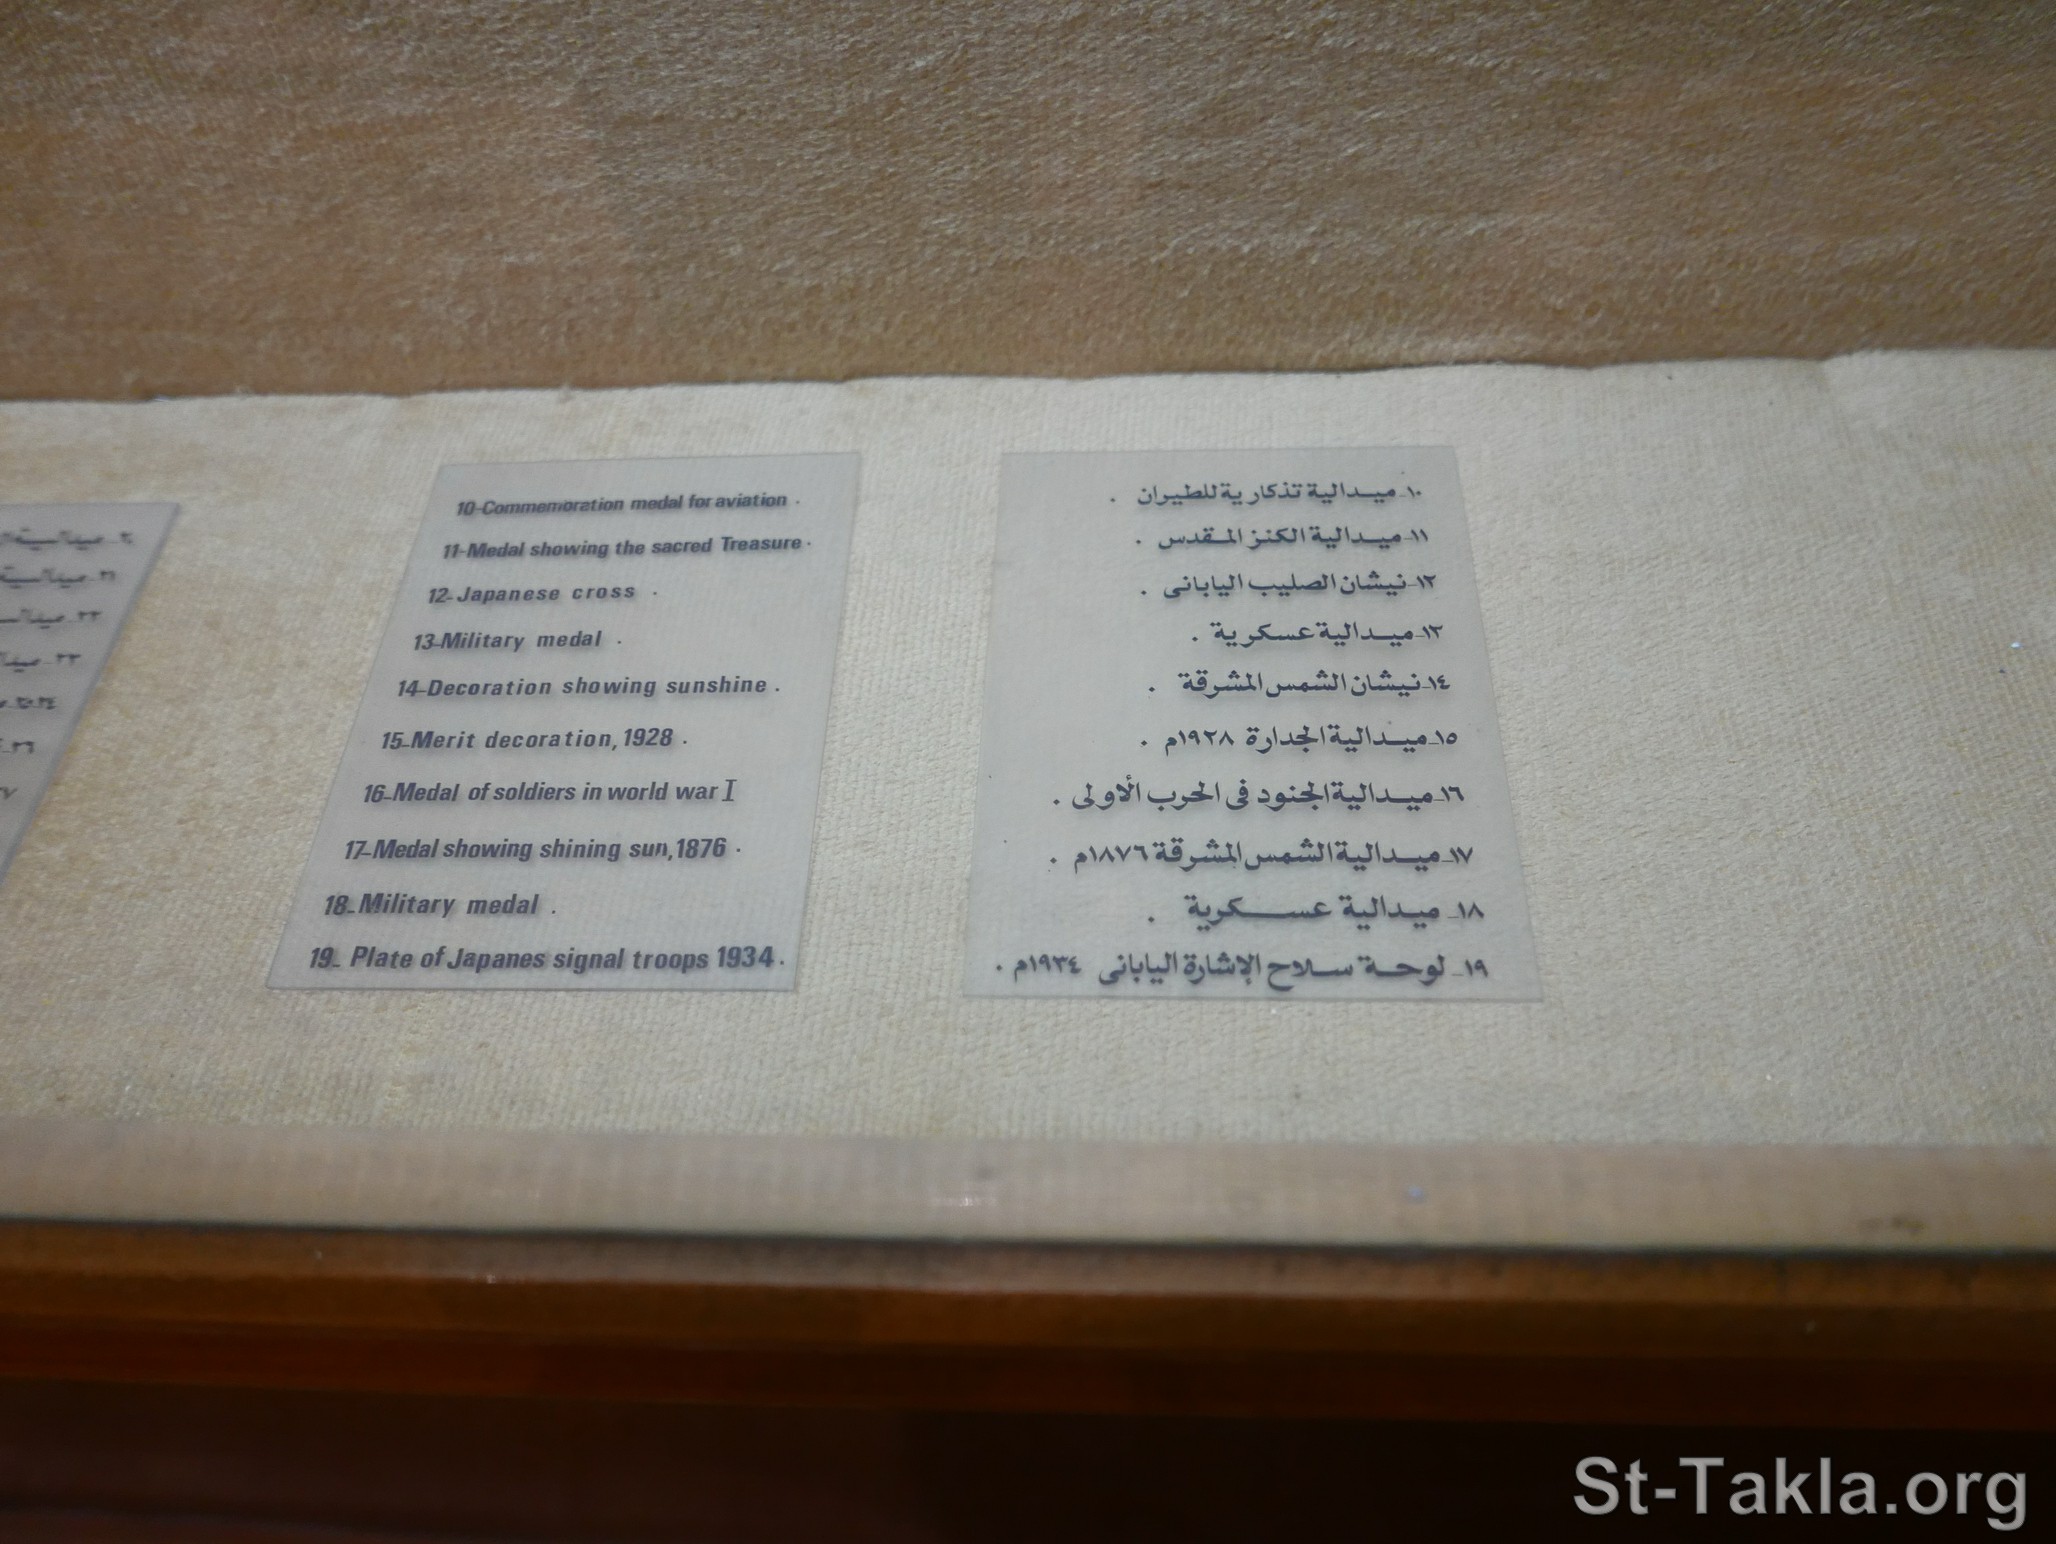 10-Commemoration medal for aviation .
11-Medal showing the sacred Treasure .
12-Japanese cross .
13-Military medal .
14-Decoration showing sunshine .
15-Merit decoration, 1928 .
16-Medal of soldiers in world war I
17-Medal showing shining sun, 1876 .
18-Military medal .
19- Plate of Japanes signal troops 1934 .
١٠- ميدالية تذكارية للطيران .
١١- ميدالية الكنز المقدس .
١٢- نيشان الصليب اليابانى .
١٣- ميدالية عسكرية .
١٤- نيشان الشمس المشرقة .
١٥- ميدالية الجدارة ١٩٢٨م .
١٦- ميدالية الجنود فى الحرب الأولى .
١٧- ميدالية الشمس المشرقة ١٨٧٦م .
١٨- ميدالية عسكرية .
١٩- لوحة سلاح الإشارة اليابانى ١٩٣٤م .
St-Takla.org